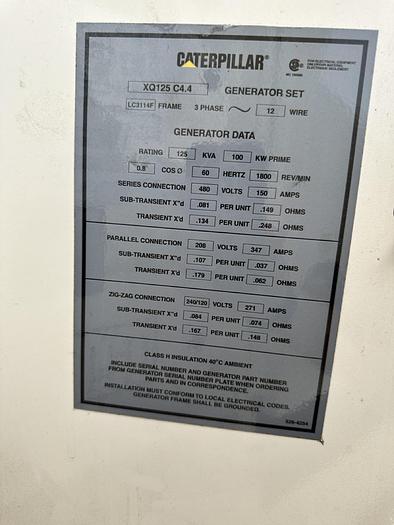 CATERPILLAR®
XQ125 C4.4 GENERATOR SET
LC3114F FRAME 3 PHASE 12 WIRE
GENERATOR DATA
RATING 125 KVA 100 KW PRIME
0.8 COS Ø 60 HERTZ 1800 REV/MIN
SERIES CONNECTION 480 VOLTS 150 AMPS
SUB-TRANSIENT X"d .081 PER UNIT .149 OHMS
TRANSIENT X'd .134 PER UNIT .248 OHMS
PARALLEL CONNECTION 208 VOLTS 347 AMPS
SUB-TRANSIENT X"d .107 PER UNIT .037 OHMS
TRANSIENT X'd .179 PER UNIT .062 OHMS
ZIG-ZAG CONNECTION 240/120 VOLTS 271 AMPS
SUB-TRANSIENT X"d .084 PER UNIT .074 OHMS
TRANSIENT X'd .167 PER UNIT .148 OHMS
CLASS H INSULATION 40°C AMBIENT
INCLUDE SERIAL NUMBER AND GENERATOR PART NUMBER
FROM GENERATOR SERIAL NUMBER PLATE WHEN ORDERING
PARTS AND IN CORRESPONDENCE.
INSTALLATION MUST CONFORM TO LOCAL ELECTRICAL CODES.
GENERATOR FRAME SHALL BE GROUNDED.